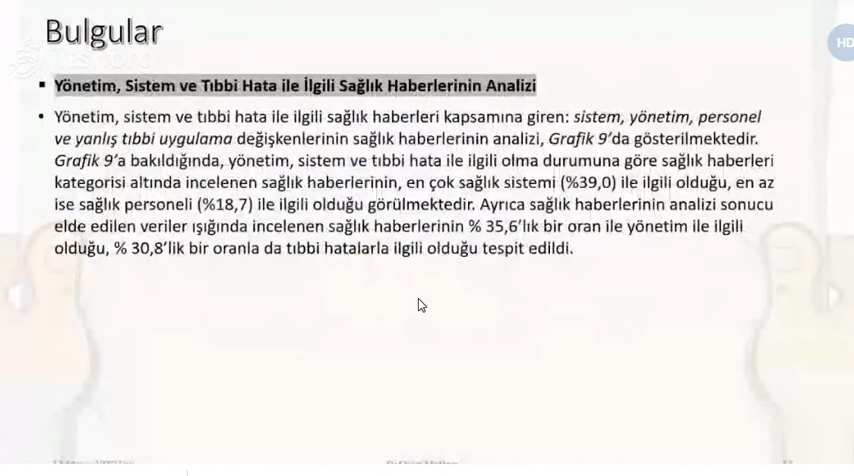 Bulgular
HD
▪ Yönetim, Sistem ve Tıbbi Hata ile İlgili Sağlık Haberlerinin Analizi
• Yönetim, sistem ve tıbbi hata ile ilgili sağlık haberleri kapsamına giren: sistem, yönetim, personel
ve yanlış tıbbi uygulama değişkenlerinin sağlık haberlerinin analizi, Grafik 9'da gösterilmektedir.
Grafik 9'a bakıldığında, yönetim, sistem ve tıbbi hata ile ilgili olma durumuna göre sağlık haberleri
kategorisi altında incelenen sağlık haberlerinin, en çok sağlık sistemi (%39,0) ile ilgili olduğu, en az
ise sağlık personeli (%18,7) ile ilgili olduğu görülmektedir. Ayrıca sağlık haberlerinin analizi sonucu
elde edilen veriler ışığında incelenen sağlık haberlerinin % 35,6'lık bir oran ile yönetim ile ilgili
olduğu, % 30,8'lik bir oranla da tıbbi hatalarla ilgili olduğu tespit edildi.